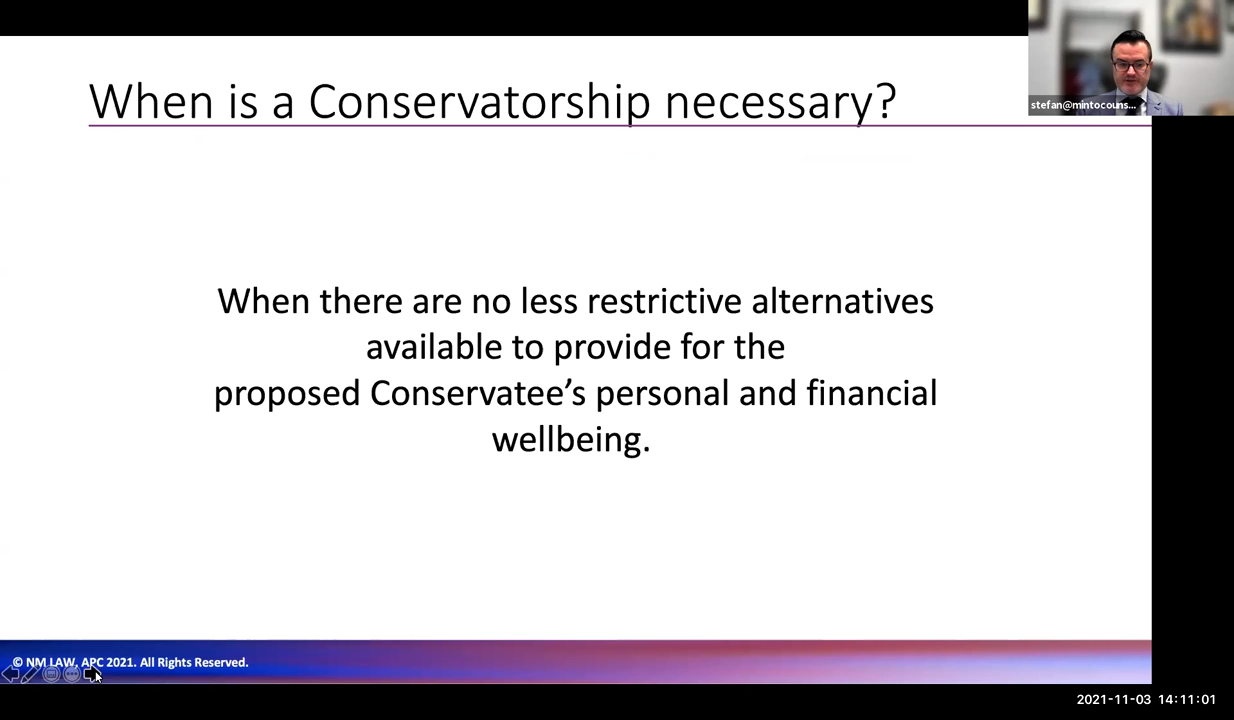 When is a Conservatorship necessary?
stefan@mintocouns...
When there are no less restrictive alternatives
available to provide for the
proposed Conservatee’s personal and financial
wellbeing.
© NM LAW, APC 2021. All Rights Reserved.
2021-11-03 14:11:01